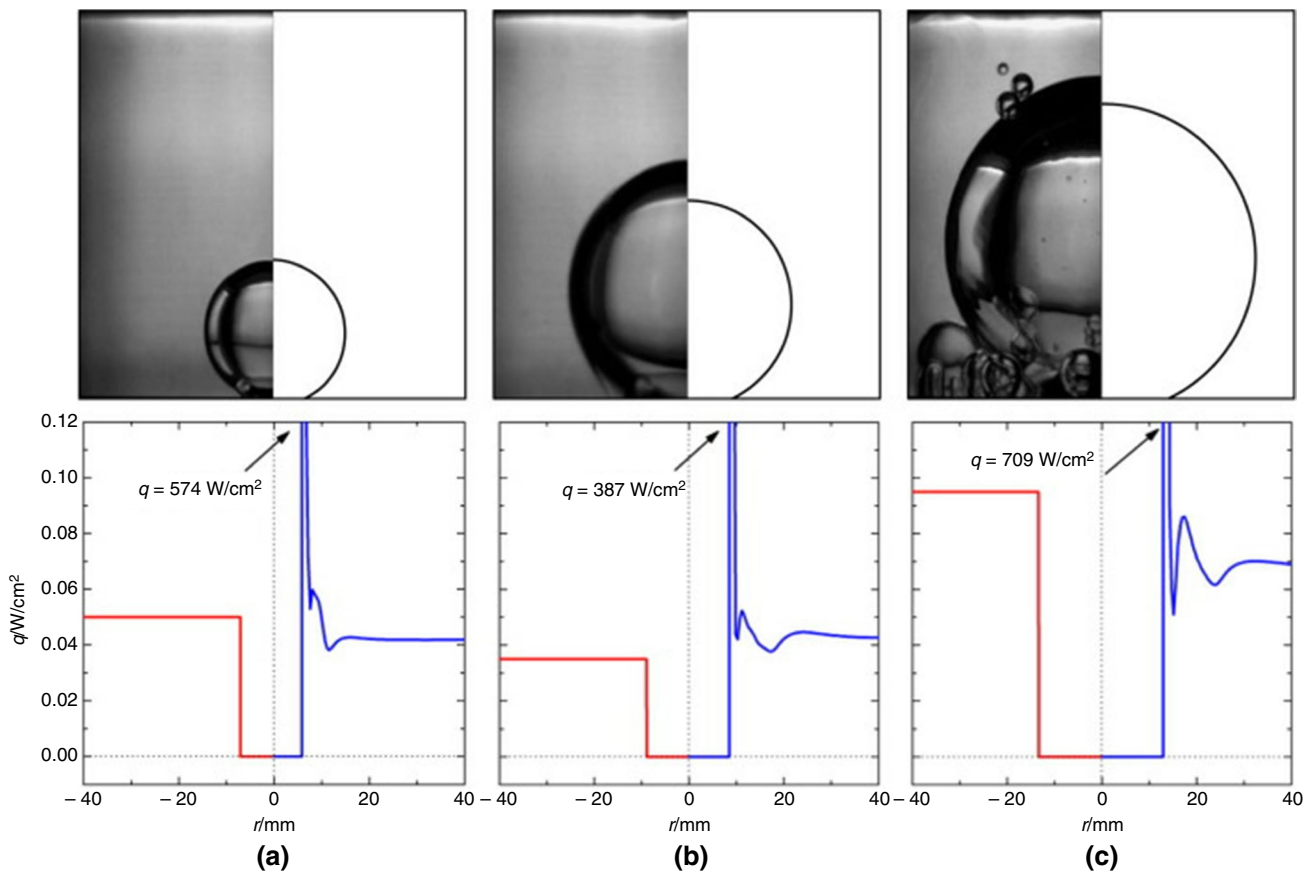 q = 574 W/cm²
q = 387 W/cm²
q = 709 W/cm²
q/W/cm²
0.12
0.10
0.08
0.06
0.04
0.02
0.00
– 40 – 20 0 20 40
– 40 – 20 0 20 40
– 40 – 20 0 20 40
r/mm r/mm r/mm
(a) (b) (c)